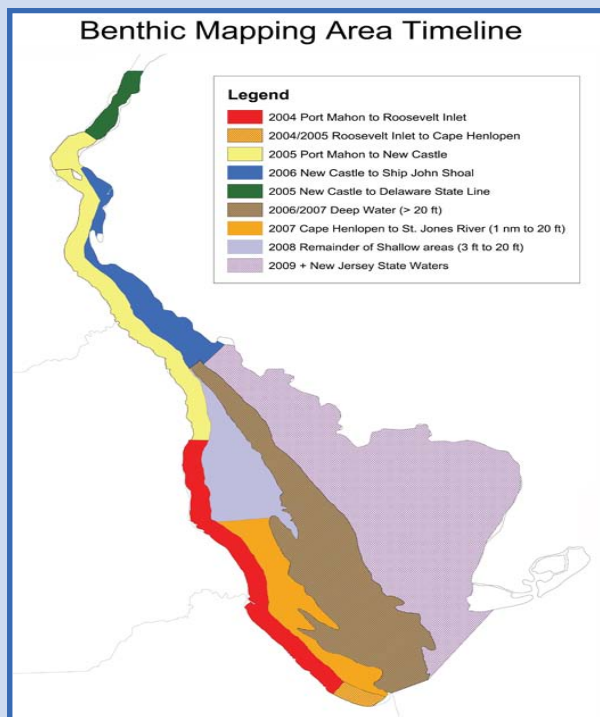 Benthic Mapping Area Timeline
Legend
2004 Port Mahon to Roosevelt Inlet
2004/2005 Roosevelt Inlet to Cape Henlopen
2005 Port Mahon to New Castle
2006 New Castle to Ship John Shoal
2005 New Castle to Delaware State Line
2006/2007 Deep Water (> 20 ft)
2007 Cape Henlopen to St. Jones River (1 nm to 20 ft)
2008 Remainder of Shallow areas (3 ft to 20 ft)
2009 + New Jersey State Waters